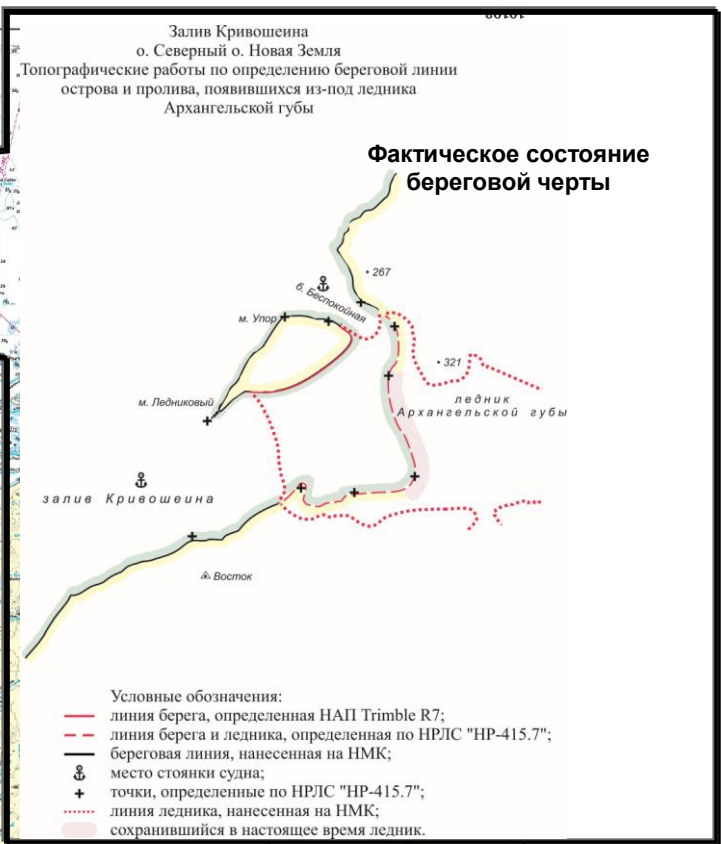 Залив Кривошеина
о. Северный о. Новая Земля
Топографические работы по определению береговой линии
острова и пролива, появившихся из-под ледника
Архангельской губы
Фактическое состояние
береговой черты
267
б. Беспокойная
м. Упор
321
м. Ледниковый
ледник
Архангельской губы
залив Кривошеина
Восток
Условные обозначения:
линия берега, определенная НАП Trimble R7;
линия берега и ледника, определенная по НРЛС "НР-415.7";
береговая линия, нанесенная на НМК;
место стоянки судна;
точки, определенные по НРЛС "НР-415.7";
линия ледника, нанесенная на НМК;
сохранившийся в настоящее время ледник.